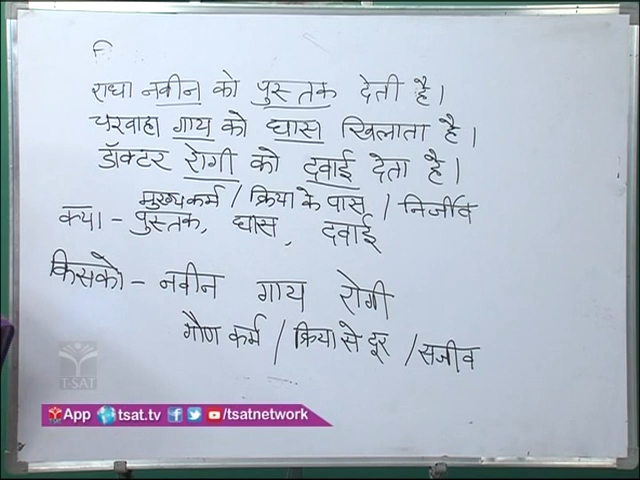 राधा नवीन को पुस्तक देती है।
चरवाहा गाय को घास खिलाता है।
डॉक्टर रोगी को दवाई देता है।
मुख्यकर्म / क्रिया के पास / निर्जीव
क्या - पुस्तक, घास, दवाई
किसको - नवीन गाय रोगी
गौण कर्म / क्रिया से दूर / सजीव
T-SAT
App tsat.tv /tsatnetwork